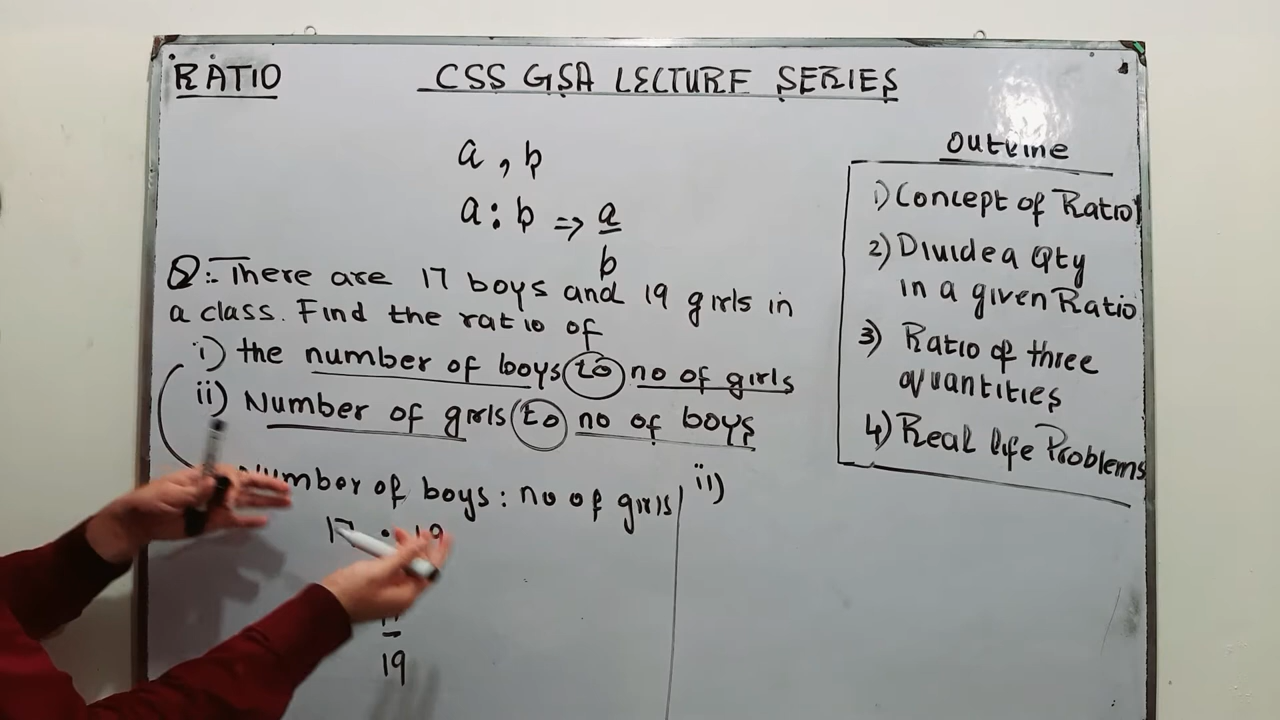 RATIO
CSS GSA LECTURE SERIES
a , b
a : b => a
b
Q:- There are 17 boys and 19 girls in
a class. Find the ratio of
i) the number of boys to no of girls
ii) Number of girls to no of boys
Number of boys : no of girls
17 : 19
19
ii)
Outline
1) Concept of Ratio
2) Divide a Qty
in a given Ratio
3) Ratio of three
quantities
4) Real life Problems